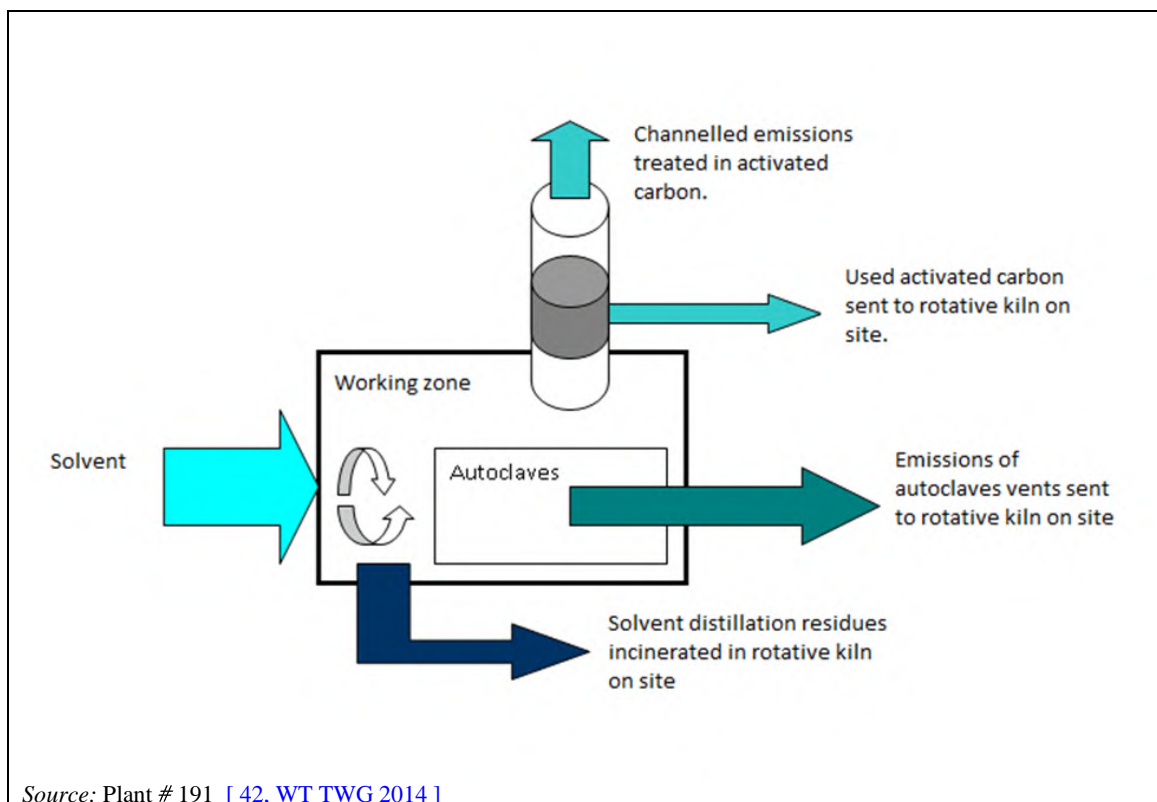 Channelled emissions
treated in activated
carbon.
Used activated carbon
sent to rotative kiln on
site.
Working zone
Solvent
Autoclaves
Emissions of
autoclaves vents sent
to rotative kiln on site
Solvent distillation residues
incinerated in rotative kiln
on site
Source: Plant # 191 [ 42, WT TWG 2014 ]